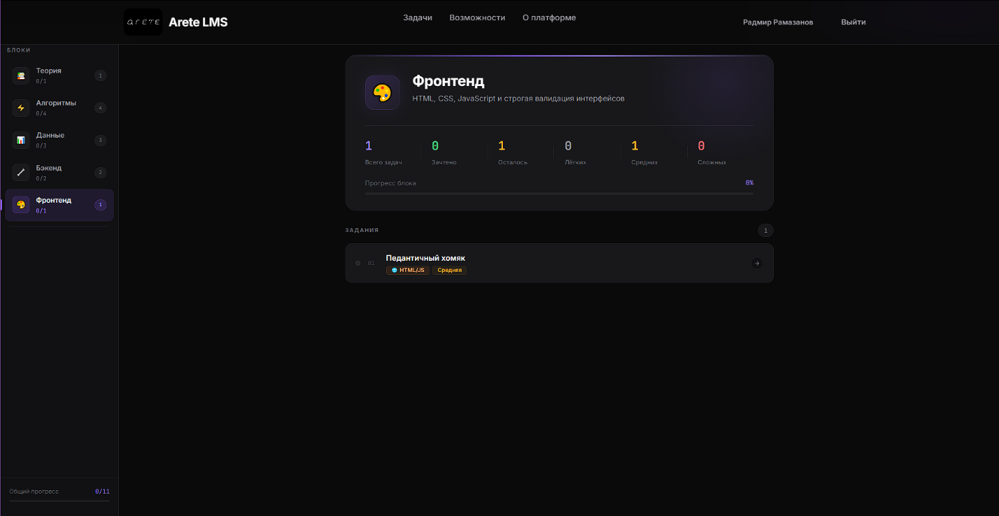 ARETE Arete LMS Задачи Возможности О платформе Радмир Рамазанов Выйти
БЛОКИ
Теория
0/1
1
Алгоритмы
0/4
4
Данные
0/3
3
Бэкенд
0/2
2
Фронтенд
0/1
1
Общий прогресс 0/11
Фронтенд
HTML, CSS, JavaScript и строгая валидация интерфейсов
1 0 1 0 1 0
Всего задач Зачтено Осталось Лёгких Средних Сложных
Прогресс блока 0%
ЗАДАНИЯ 1
01 Педантичный хомяк
HTML/JS Средняя